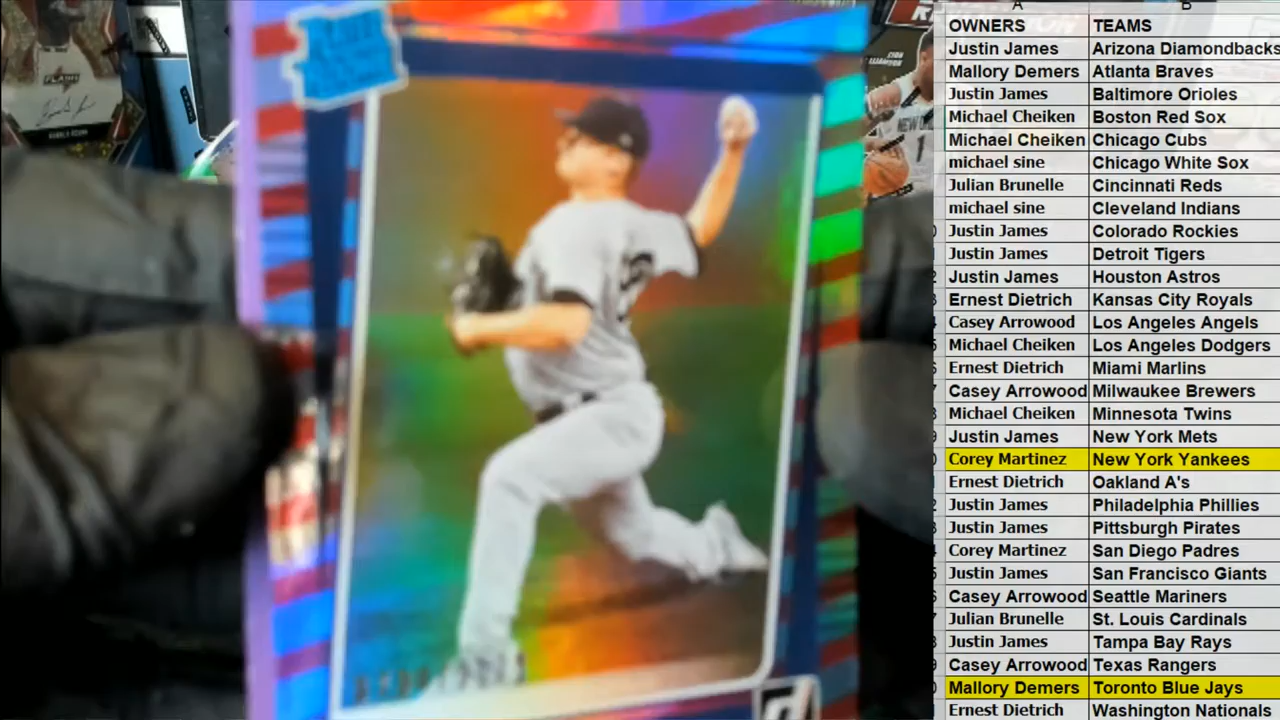 A B
OWNERS TEAMS
Justin James Arizona Diamondbacks
Mallory Demers Atlanta Braves
Justin James Baltimore Orioles
Michael Cheiken Boston Red Sox
Michael Cheiken Chicago Cubs
michael sine Chicago White Sox
Julian Brunelle Cincinnati Reds
michael sine Cleveland Indians
Justin James Colorado Rockies
Justin James Detroit Tigers
Justin James Houston Astros
Ernest Dietrich Kansas City Royals
Casey Arrowood Los Angeles Angels
Michael Cheiken Los Angeles Dodgers
Ernest Dietrich Miami Marlins
Casey Arrowood Milwaukee Brewers
Michael Cheiken Minnesota Twins
Justin James New York Mets
Corey Martinez New York Yankees
Ernest Dietrich Oakland A's
Justin James Philadelphia Phillies
Justin James Pittsburgh Pirates
Corey Martinez San Diego Padres
Justin James San Francisco Giants
Casey Arrowood Seattle Mariners
Julian Brunelle St. Louis Cardinals
Justin James Tampa Bay Rays
Casey Arrowood Texas Rangers
Mallory Demers Toronto Blue Jays
Ernest Dietrich Washington Nationals